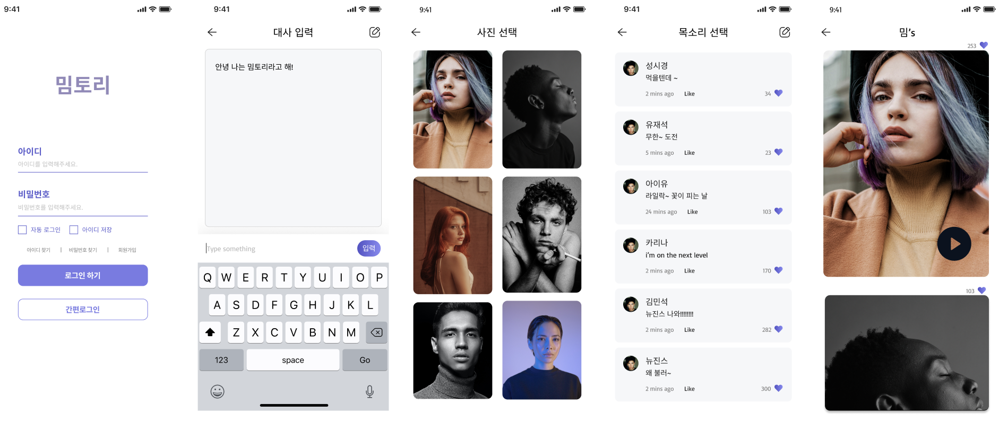 9:41
밈토리
아이디
아이디를 입력해주세요.
비밀번호
비밀번호를 입력해주세요.
자동 로그인 아이디 저장
아이디 찾기 | 비밀번호 찾기 | 회원가입
로그인 하기
간편로그인
9:41
대사 입력
안녕 나는 밈토리라고 해!
Type something 입력
Q W E R T Y U I O P
A S D F G H J K L
Z X C V B N M
123 space Go
9:41
사진 선택
9:41
목소리 선택
성시경
먹을텐데 ~
2 mins ago Like 34
유재석
무한~ 도전
5 mins ago Like 23
아이유
라일락~ 꽃이 피는 날
24 mins ago Like 103
카리나
i'm on the next level
2 mins ago Like 170
김민석
뉴진스 나와!!!!!!!!
2 mins ago Like 282
뉴진스
왜 불러~
2 mins ago Like 300
9:41
밈's
253
103